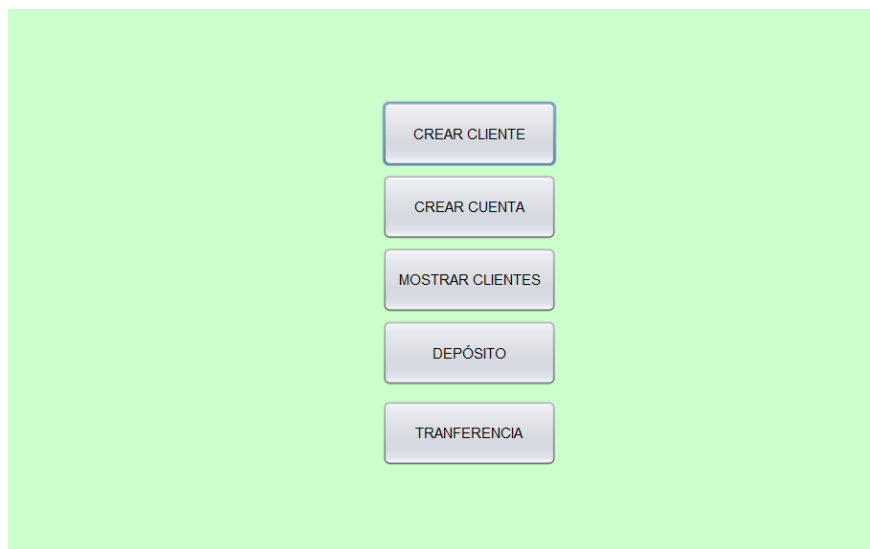 CREAR CLIENTE
CREAR CUENTA
MOSTRAR CLIENTES
DEPÓSITO
TRANFERENCIA